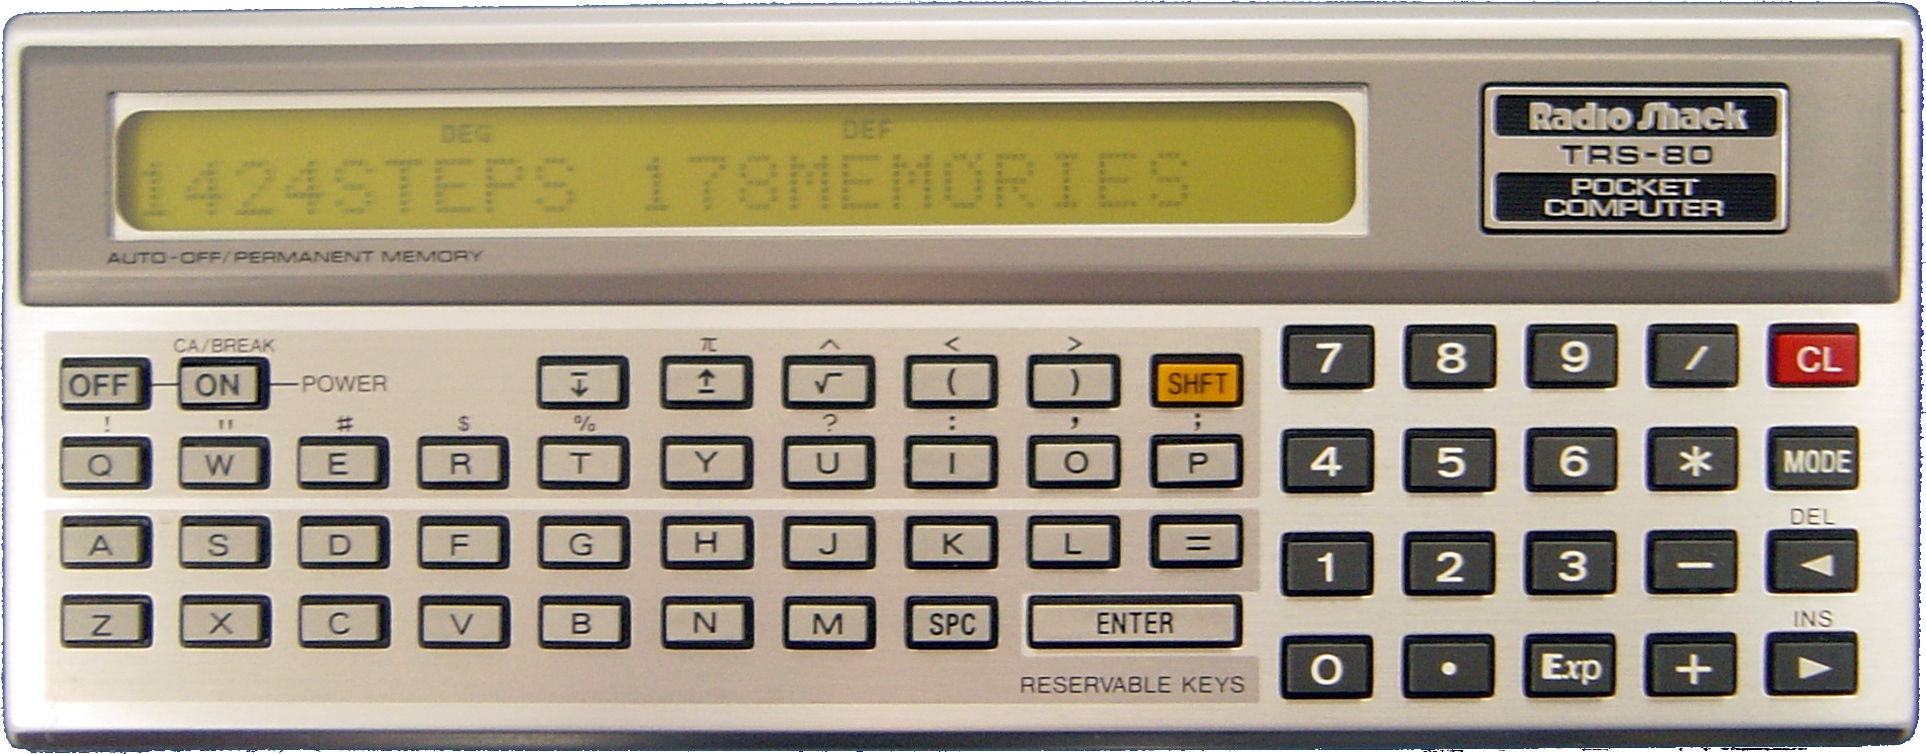 DEG DEF
1424STEPS 178MEMORIES
AUTO-OFF/PERMANENT MEMORY
Radio Shack
TRS-80
POCKET
COMPUTER
CA/BREAK π ^ < >
OFF ON POWER ↧ ↥ √ ( ) SHFT
! " # $ % ? : , ;
Q W E R T Y U I O P
A S D F G H J K L =
Z X C V B N M SPC ENTER
RESERVABLE KEYS
7 8 9 / CL
4 5 6 * MODE
DEL
1 2 3 - ◄
INS
0 . Exp + ►